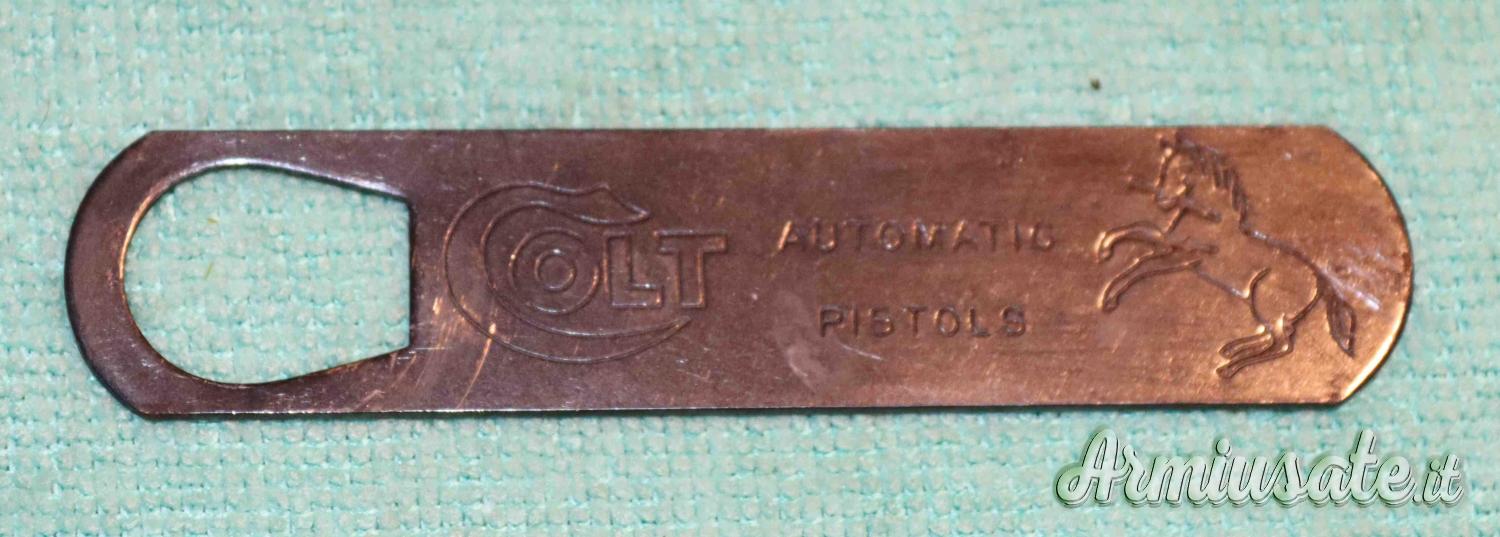 COLT
AUTOMATIC
PISTOLS
Armiusate.it